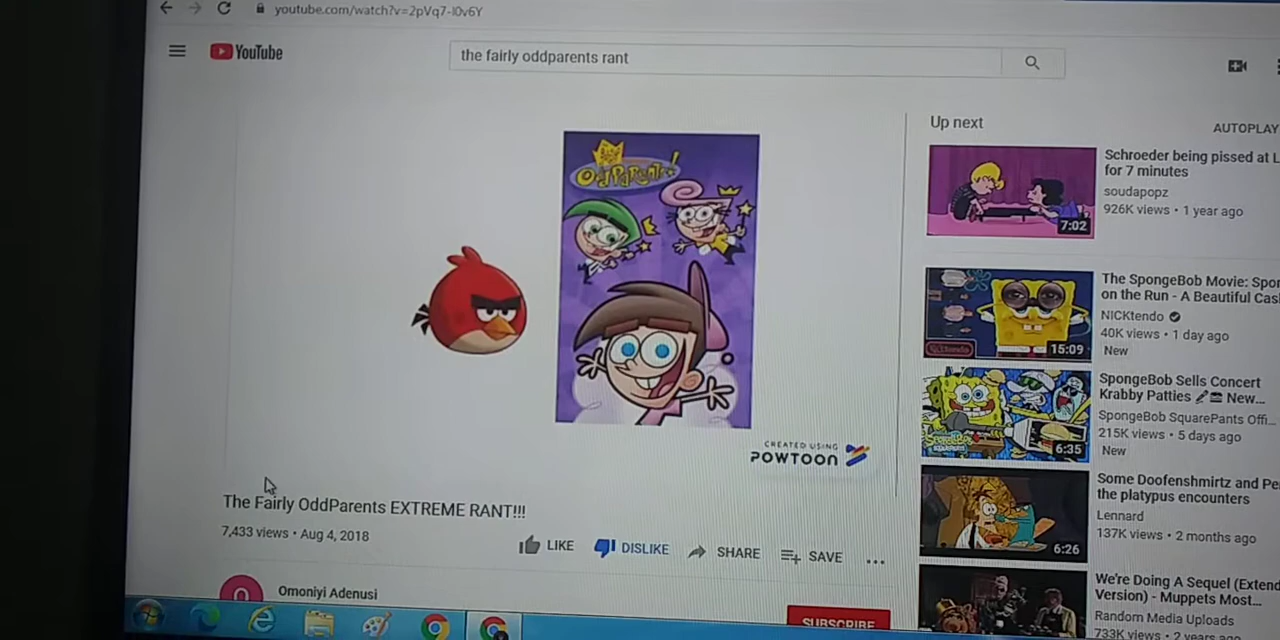 youtube.com/watch?v=2pVq7-l0v6Y
YouTube
the fairly oddparents rant
Up next
AUTOPLAY
OddParents!
CREATED USING
POWTOON
The Fairly OddParents EXTREME RANT!!!
7,433 views • Aug 4, 2018
LIKE
DISLIKE
SHARE
SAVE
Omoniyi Adenusi
SUBSCRIBE
Schroeder being pissed at L
for 7 minutes
soudapopz
926K views • 1 year ago
7:02
The SpongeBob Movie: Spon
on the Run - A Beautiful Cas
NICKtendo
40K views • 1 day ago
New
15:09
SpongeBob Sells Concert
Krabby Patties 🎤🍔 New...
SpongeBob SquarePants Offi...
215K views • 5 days ago
New
6:35
Some Doofenshmirtz and Pe
the platypus encounters
Lennard
137K views • 2 months ago
6:26
We're Doing A Sequel (Extend
Version) - Muppets Most...
Random Media Uploads
733K views • 2 years ago